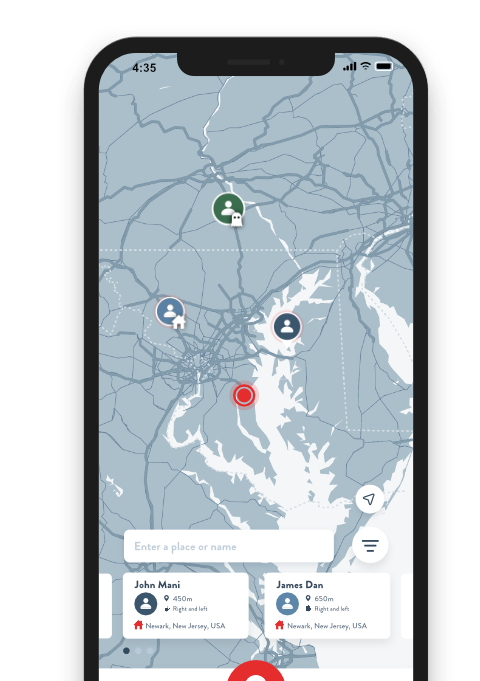 4:35
Enter a place or name
John Mani
450m
Right and left
Newark, New Jersey, USA
James Dan
650m
Right and left
Newark, New Jersey, USA